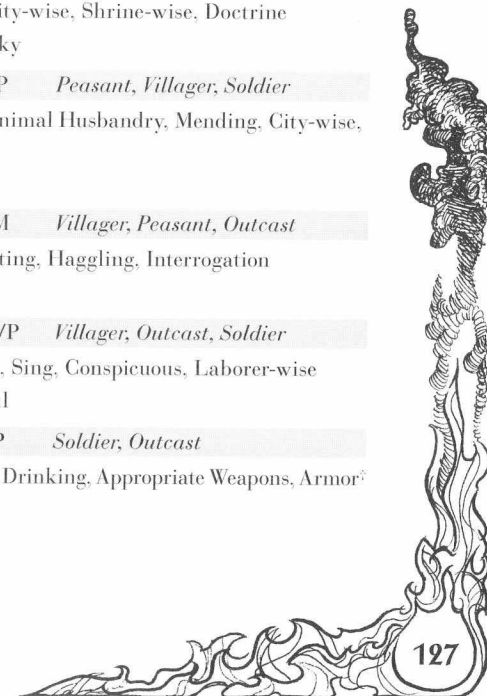 ity-wise, Shrine-wise, Doctrine
ky
P Peasant, Villager, Soldier
nimal Husbandry, Mending, City-wise,
M Villager, Peasant, Outcast
ting, Haggling, Interrogation
/P Villager, Outcast, Soldier
, Sing, Conspicuous, Laborer-wise
l
P Soldier, Outcast
Drinking, Appropriate Weapons, Armor÷
127